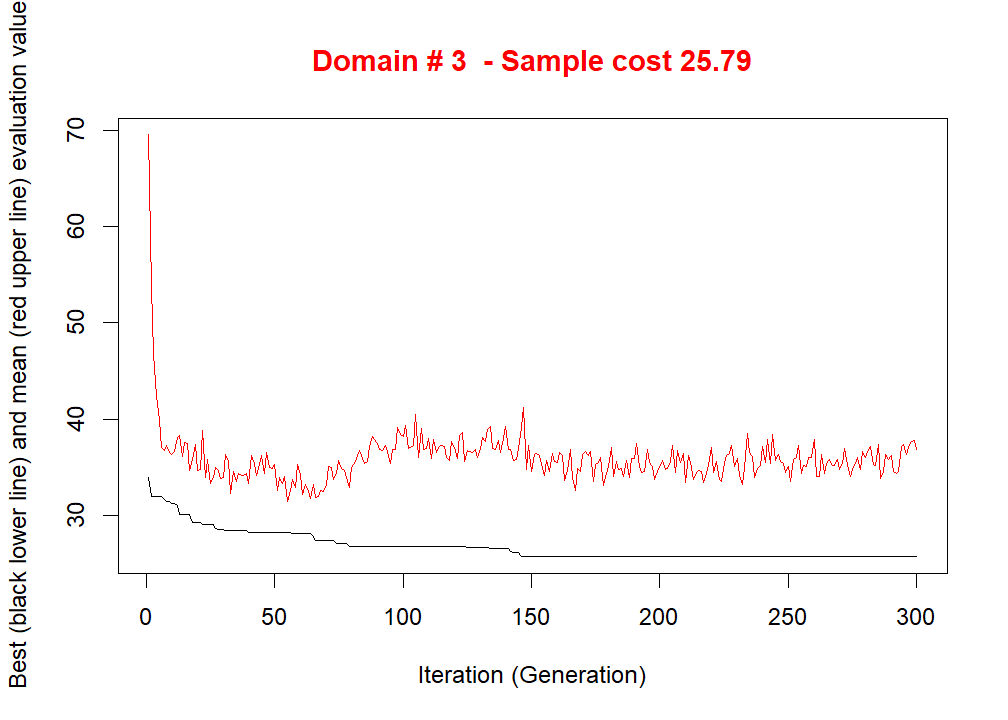 Domain # 3  - Sample cost 25.79
Best (black lower line) and mean (red upper line) evaluation value
70
60
50
40
30
0 50 100 150 200 250 300
Iteration (Generation)